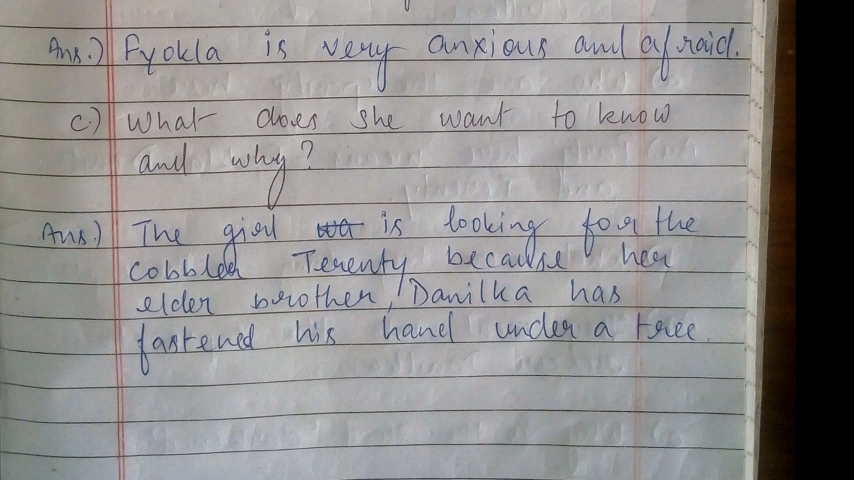 Ans.) Fyokla is very anxious and afraid.
c.) What does she want to know
and why?
Ans.) The girl is looking for the
cobbler Terenty because her
elder brother, Danilka has
fastened his hand under a tree.